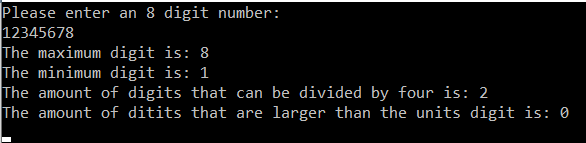 Please enter an 8 digit number:
12345678
The maximum digit is: 8
The minimum digit is: 1
The amount of digits that can be divided by four is: 2
The amount of ditits that are larger than the units digit is: 0